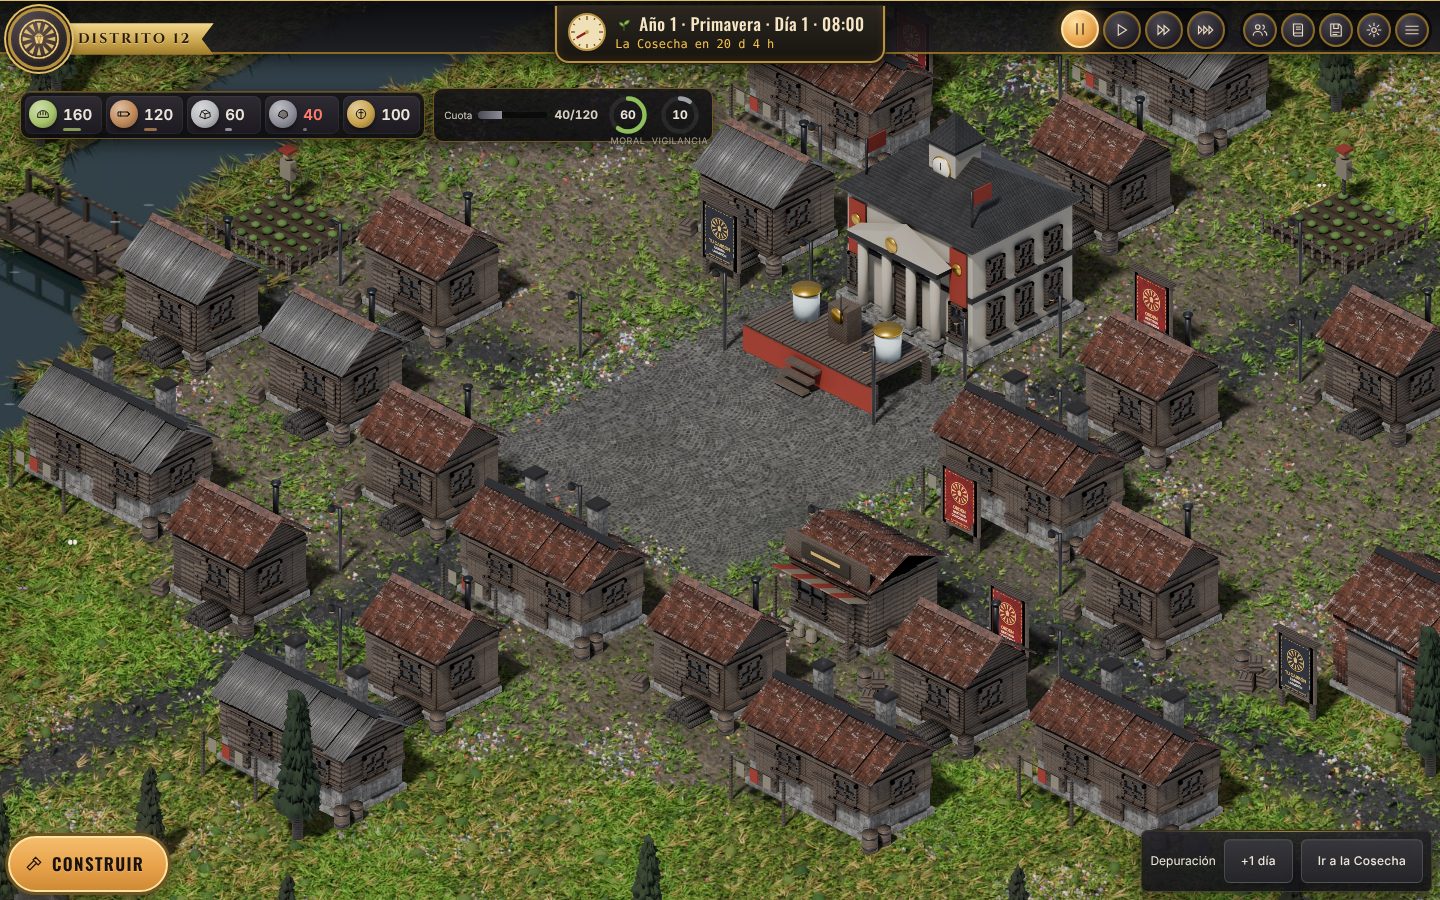 DISTRITO 12
Año 1 · Primavera · Día 1 · 08:00
La Cosecha en 20 d 4 h
160
120
60
40
100
Cuota
40/120
60
10
MORAL
VIGILANCIA
CONSTRUIR
Depuración
+1 día
Ir a la Cosecha